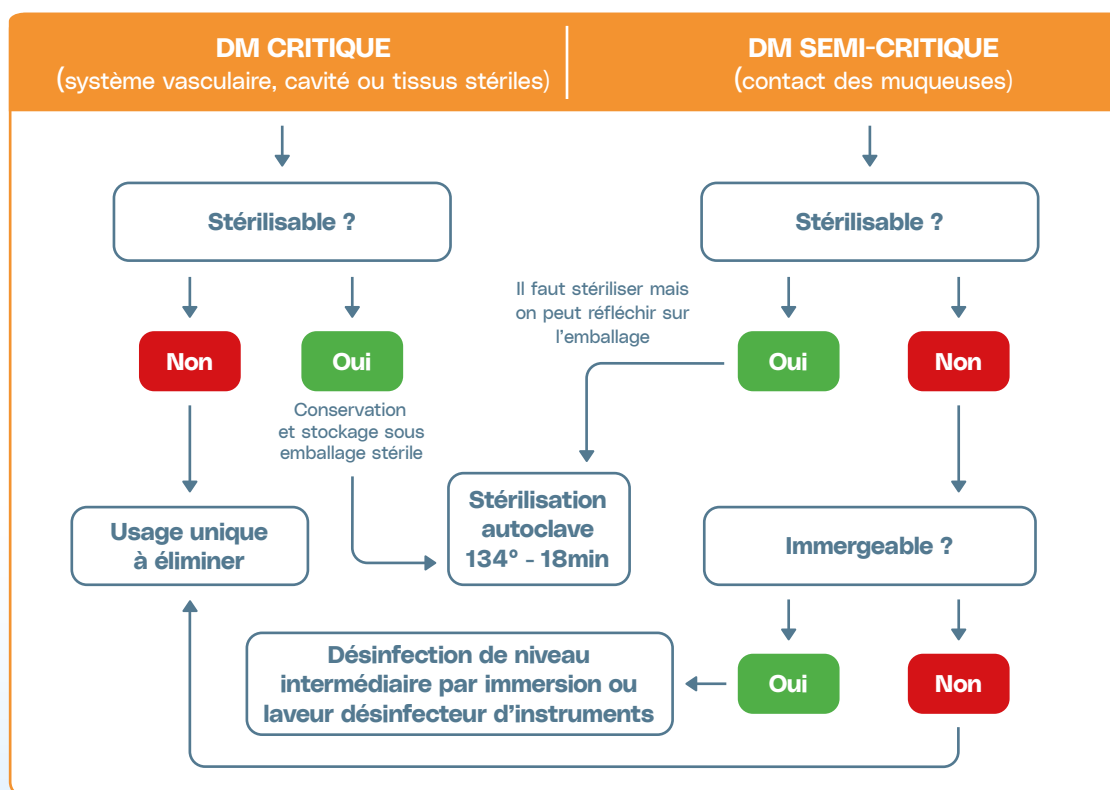 DM CRITIQUE
(système vasculaire, cavité ou tissus stériles)
DM SEMI-CRITIQUE
(contact des muqueuses)
Stérilisable ?
Stérilisable ?
Il faut stériliser mais
on peut réfléchir sur
l'emballage
Non
Oui
Oui
Non
Conservation
et stockage sous
emballage stérile
Stérilisation
autoclave
134° - 18min
Usage unique
à éliminer
Immergeable ?
Désinfection de niveau
intermédiaire par immersion ou
laveur désinfecteur d'instruments
Oui
Non